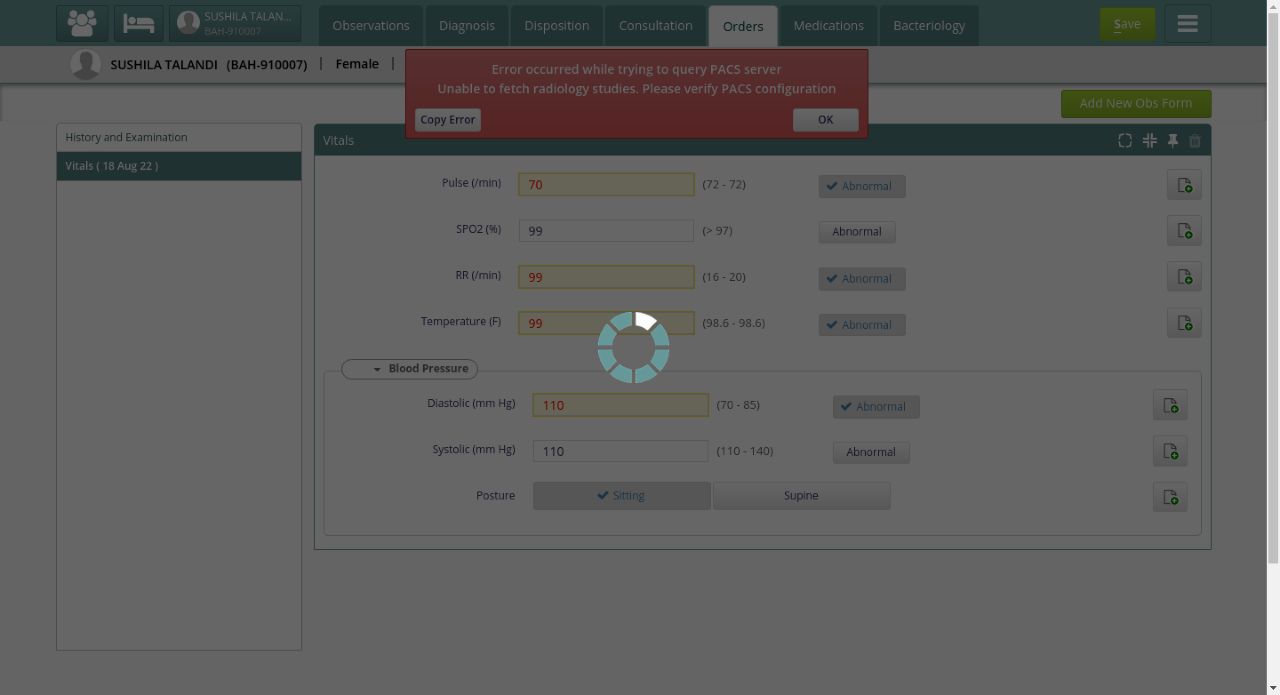 SUSHILA TALAN...
BAH-910007
Observations
Diagnosis
Disposition
Consultation
Orders
Medications
Bacteriology
Save
SUSHILA TALANDI (BAH-910007) | Female |
Error occurred while trying to query PACS server
Unable to fetch radiology studies. Please verify PACS configuration
Copy Error
OK
Add New Obs Form
History and Examination
Vitals ( 18 Aug 22 )
Vitals
Pulse (/min) 70 (72 - 72) Abnormal
SPO2 (%) 99 (> 97) Abnormal
RR (/min) 99 (16 - 20) Abnormal
Temperature (F) 99 (98.6 - 98.6) Abnormal
Blood Pressure
Diastolic (mm Hg) 110 (70 - 85) Abnormal
Systolic (mm Hg) 110 (110 - 140) Abnormal
Posture Sitting Supine